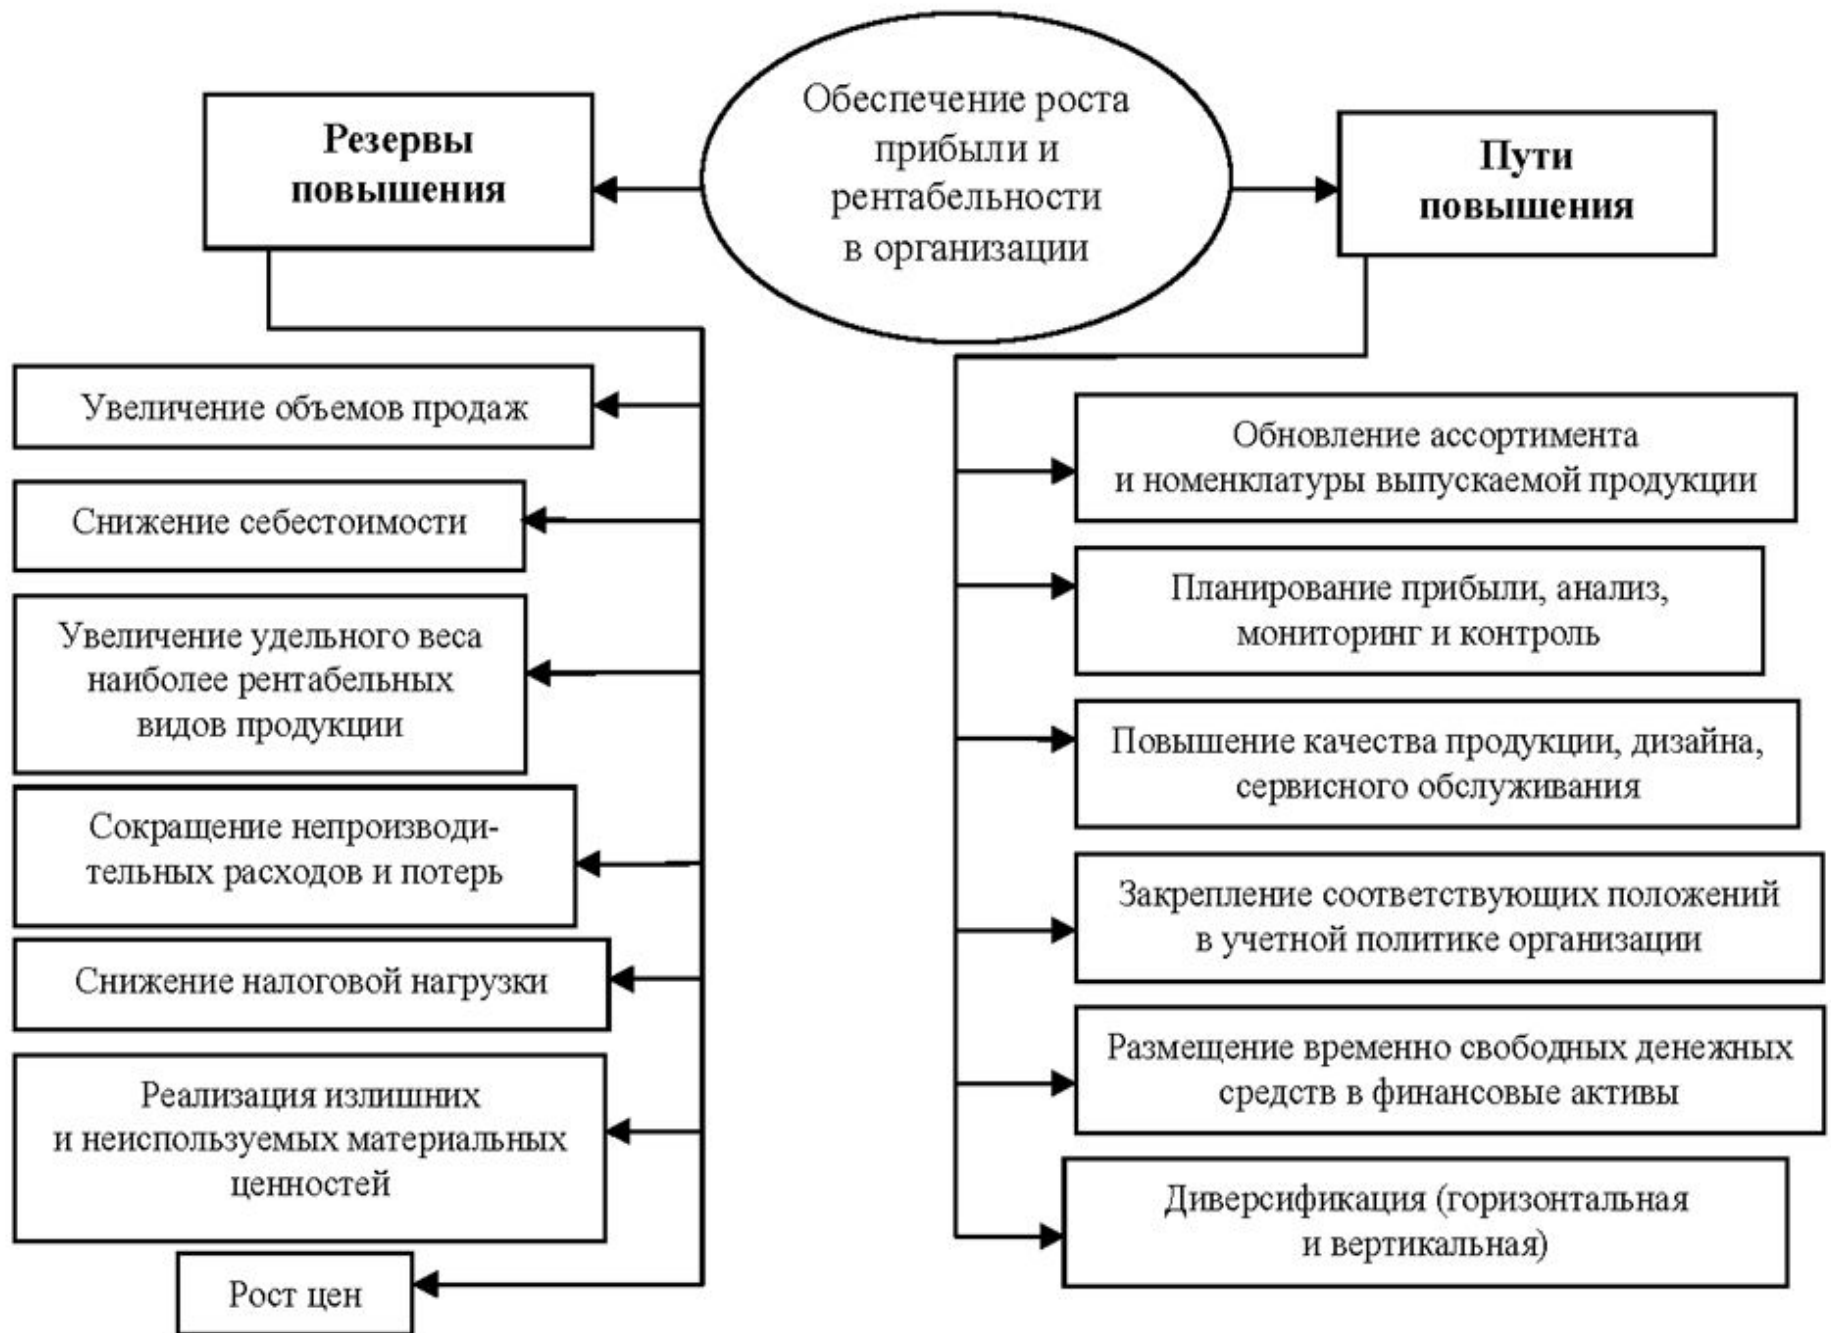 Обеспечение роста
прибыли и
рентабельности
в организации
Резервы
повышения
Увеличение объемов продаж
Снижение себестоимости
Увеличение удельного веса
наиболее рентабельных
видов продукции
Сокращение непроизводи-
тельных расходов и потерь
Снижение налоговой нагрузки
Реализация излишних
и неиспользуемых материальных
ценностей
Рост цен
Пути
повышения
Обновление ассортимента
и номенклатуры выпускаемой продукции
Планирование прибыли, анализ,
мониторинг и контроль
Повышение качества продукции, дизайна,
сервисного обслуживания
Закрепление соответствующих положений
в учетной политике организации
Размещение временно свободных денежных
средств в финансовые активы
Диверсификация (горизонтальная
и вертикальная)